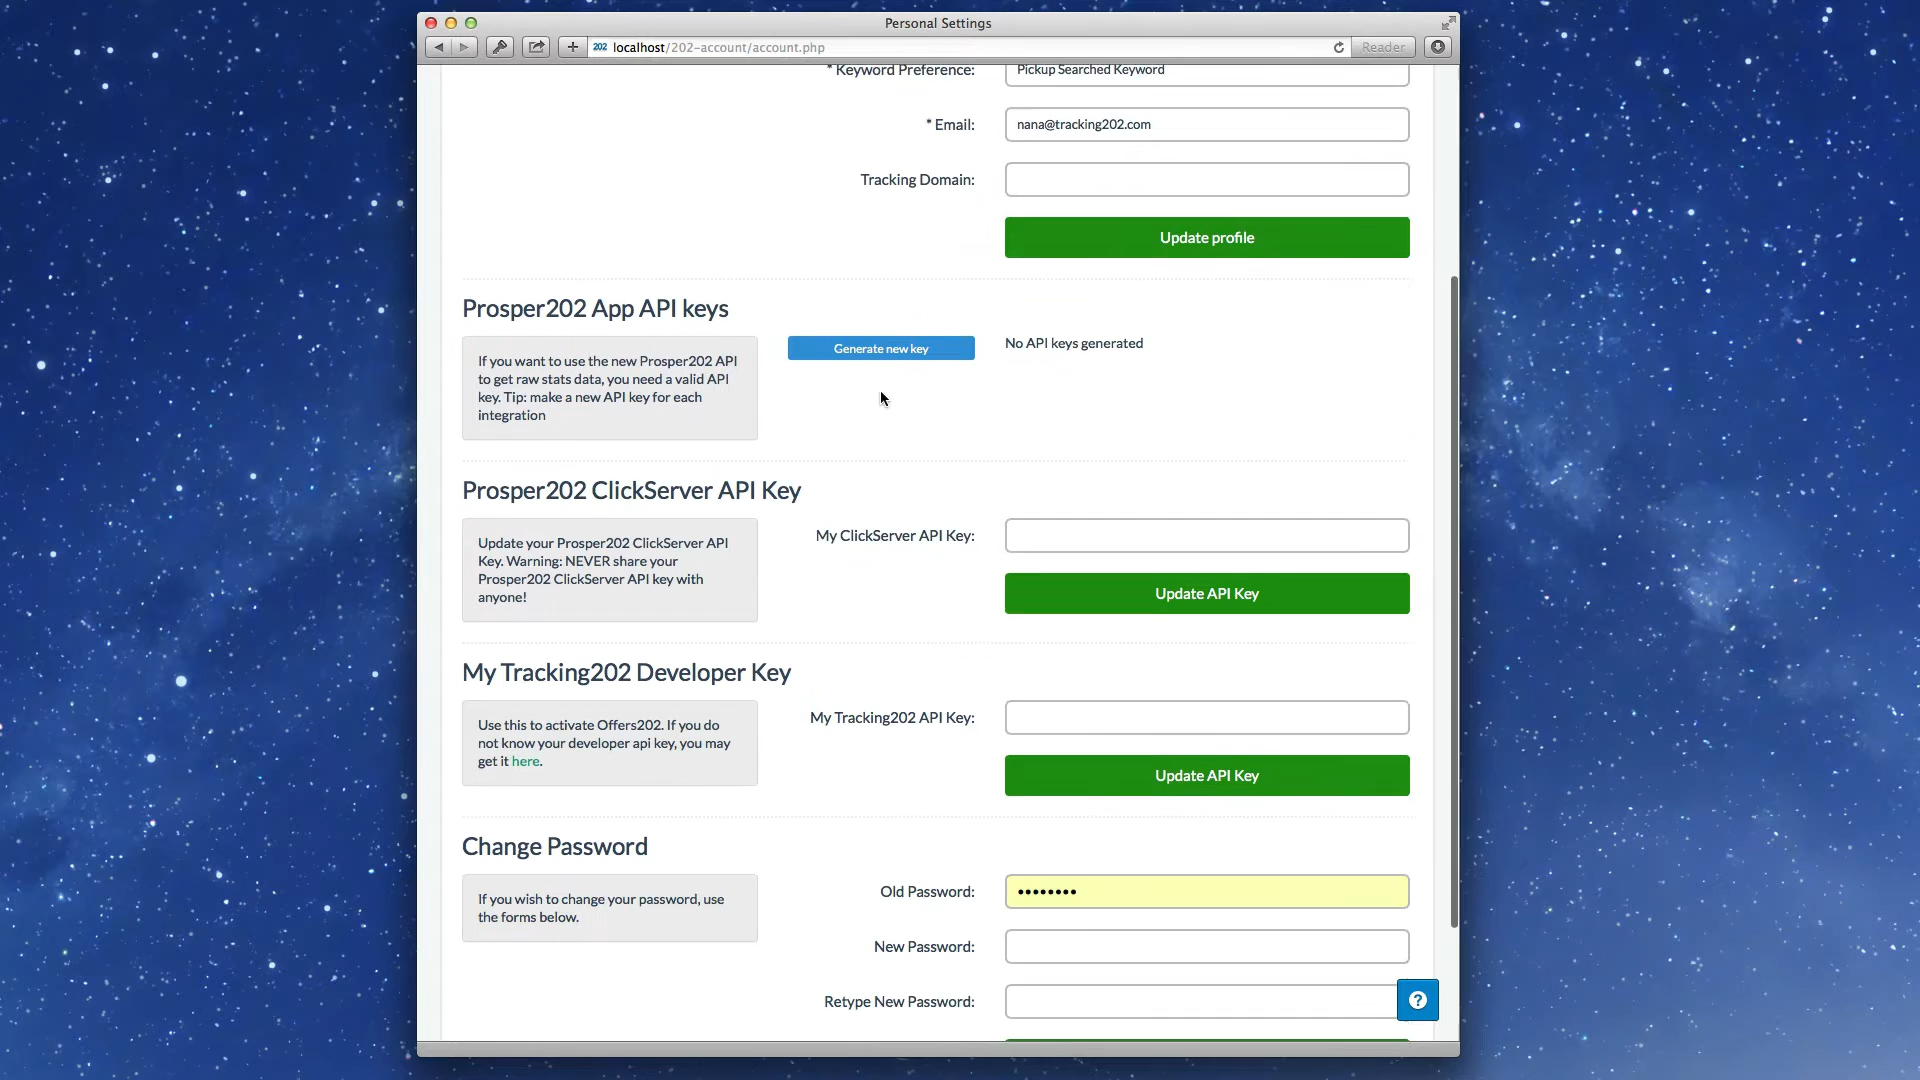 Personal Settings
202 localhost/202-account/account.php
Reader
* Keyword Preference:
Pickup Searched Keyword
* Email:
nana@tracking202.com
Tracking Domain:
Update profile
Prosper202 App API keys
If you want to use the new Prosper202 API
to get raw stats data, you need a valid API
key. Tip: make a new API key for each
integration
Generate new key
No API keys generated
Prosper202 ClickServer API Key
Update your Prosper202 ClickServer API
Key. Warning: NEVER share your
Prosper202 ClickServer API key with
anyone!
My ClickServer API Key:
Update API Key
My Tracking202 Developer Key
Use this to activate Offers202. If you do
not know your developer api key, you may
get it here.
My Tracking202 API Key:
Update API Key
Change Password
If you wish to change your password, use
the forms below.
Old Password:
••••••••
New Password:
Retype New Password:
?